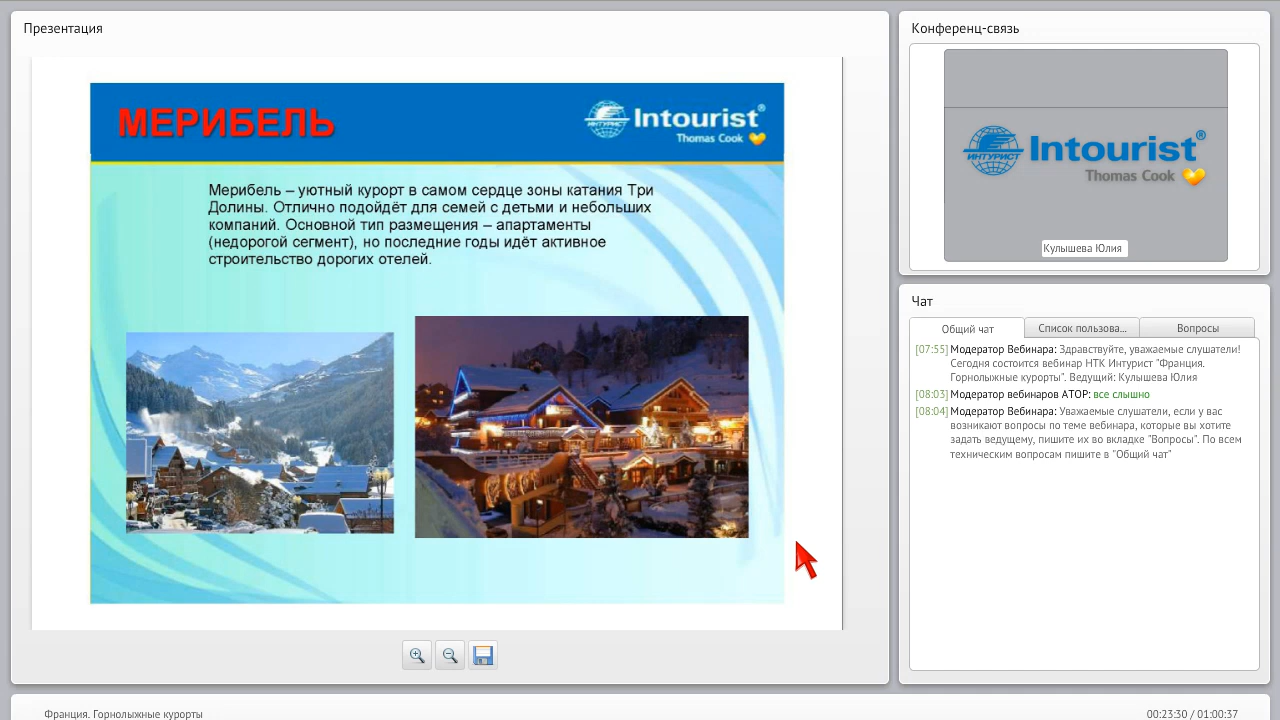 Презентация
МЕРИБЕЛЬ
ИНТУРИСТ Intourist®
Thomas Cook
Мерибель – уютный курорт в самом сердце зоны катания Три
Долины. Отлично подойдёт для семей с детьми и небольших
компаний. Основной тип размещения – апартаменты
(недорогой сегмент), но последние годы идёт активное
строительство дорогих отелей.
Конференц-связь
ИНТУРИСТ Intourist®
Thomas Cook
Кулышева Юлия
Чат
Общий чат
Список пользова...
Вопросы
[07:55] Модератор Вебинара: Здравствуйте, уважаемые слушатели!
Сегодня состоится вебинар НТК Интурист "Франция.
Горнолыжные курорты". Ведущий: Кулышева Юлия
[08:03] Модератор вебинаров АТОР: все слышно
[08:04] Модератор Вебинара: Уважаемые слушатели, если у вас
возникают вопросы по теме вебинара, которые вы хотите
задать ведущему, пишите их во вкладке "Вопросы". По всем
техническим вопросам пишите в "Общий чат"
Франция. Горнолыжные курорты
00:23:30 / 01:00:37